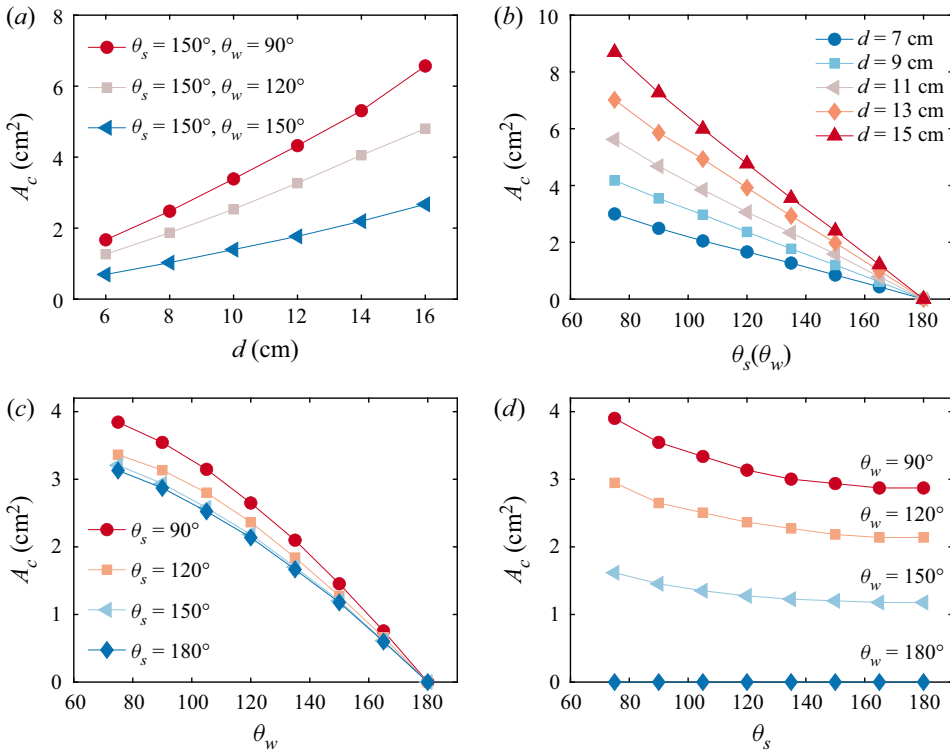 (a)
8
6
4
2
0
A_c (cm²)
θ_s = 150°, θ_w = 90°
θ_s = 150°, θ_w = 120°
θ_s = 150°, θ_w = 150°
6 8 10 12 14 16
d (cm)
(b)
10
8
6
4
2
0
A_c
d = 7 cm
d = 9 cm
d = 11 cm
d = 13 cm
d = 15 cm
60 80 100 120 140 160 180
θ_s(θ_w)
(c)
4
3
2
1
0
A_c (cm²)
θ_s = 90°
θ_s = 120°
θ_s = 150°
θ_s = 180°
60 80 100 120 140 160 180
θ_w
(d)
4
3
2
1
0
A_c (cm²)
θ_w = 90°
θ_w = 120°
θ_w = 150°
θ_w = 180°
60 80 100 120 140 160 180
θ_s